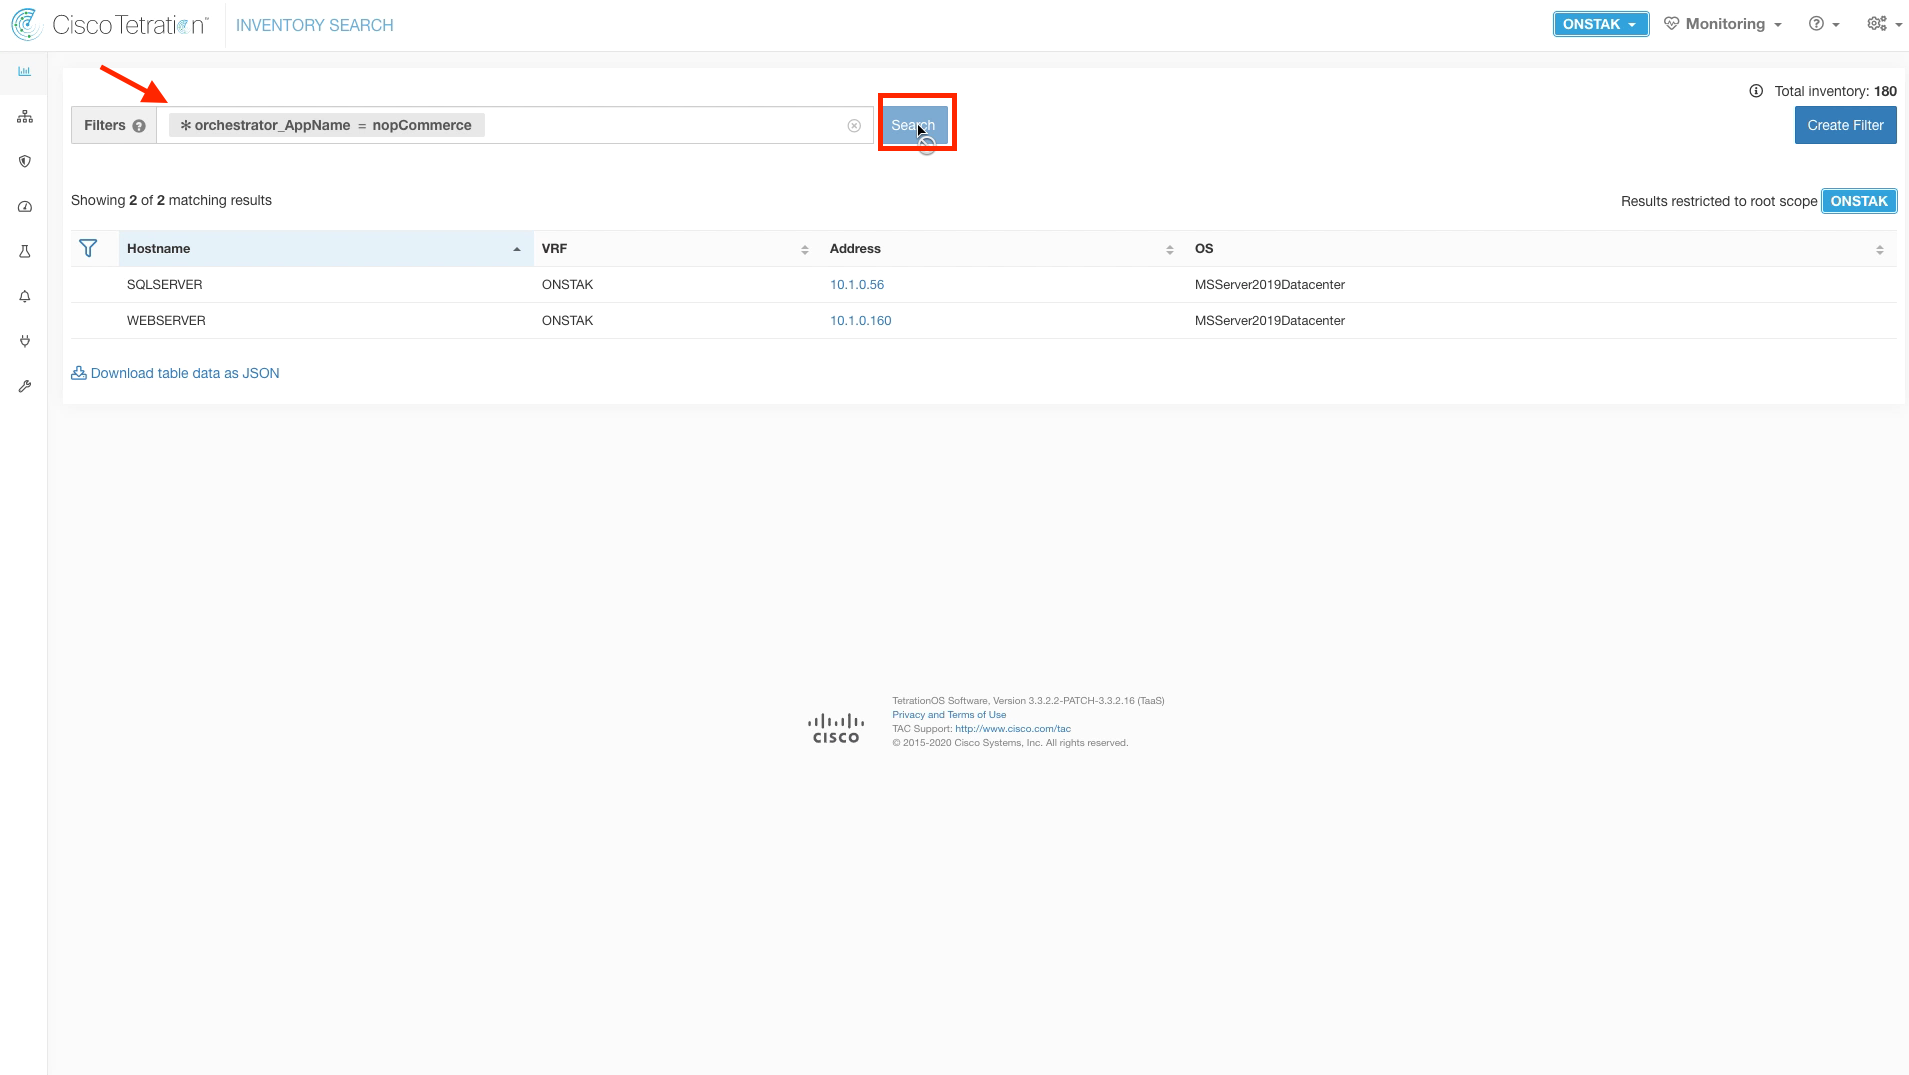 Cisco Tetration™ INVENTORY SEARCH ONSTAK Monitoring
Total inventory: 180
Filters * orchestrator_AppName = nopCommerce Search Create Filter
Showing 2 of 2 matching results Results restricted to root scope ONSTAK
Hostname VRF Address OS
SQLSERVER ONSTAK 10.1.0.56 MSServer2019Datacenter
WEBSERVER ONSTAK 10.1.0.160 MSServer2019Datacenter
Download table data as JSON
CISCO
TetrationOS Software, Version 3.3.2.2-PATCH-3.3.2.16 (TaaS)
Privacy and Terms of Use
TAC Support: http://www.cisco.com/tac
© 2015-2020 Cisco Systems, Inc. All rights reserved.